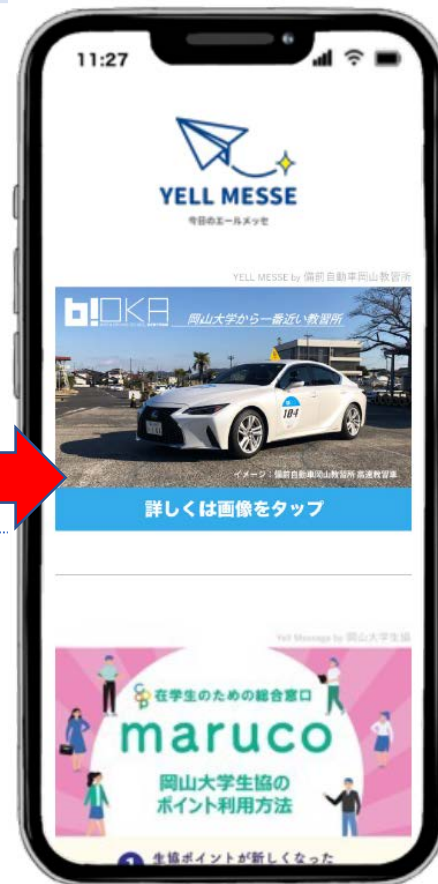 11:27
YELL MESSE
今回のエールメッセ
YELL MESSE by 備前自動車岡山教習所
b!OKA
岡山大学から一番近い教習所
104
イメージ：備前自動車岡山教習所 高速教習車
詳しくは画像をタップ
Yell Message by 岡山大学生協
在学生のための総合窓口
maruco
岡山大学生協の
ポイント利用方法
1 生協ポイントが新しくなった